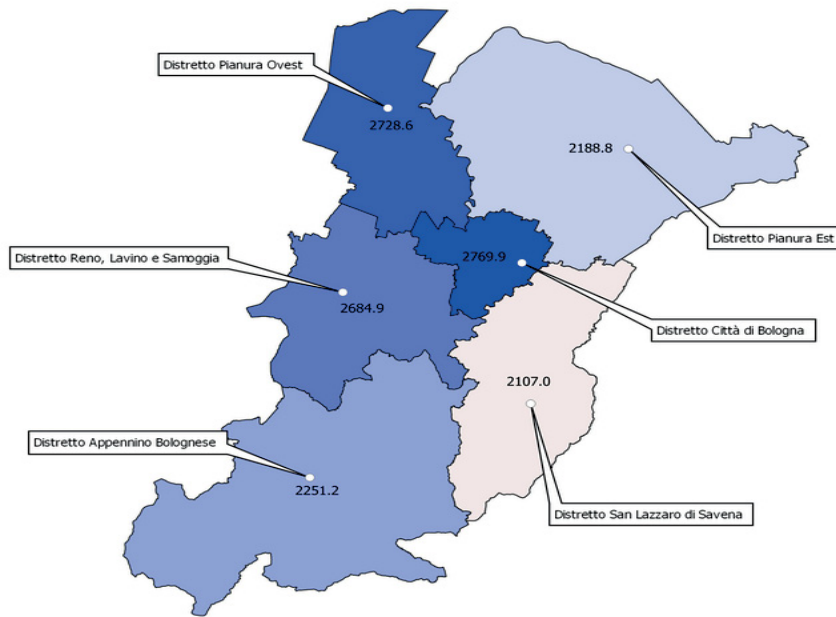 Distretto Pianura Ovest
2728.6
2188.8
Distretto Pianura Est
Distretto Reno, Lavino e Samoggia
2769.9
2684.9
Distretto Città di Bologna
2107.0
Distretto Appennino Bolognese
2251.2
Distretto San Lazzaro di Savena